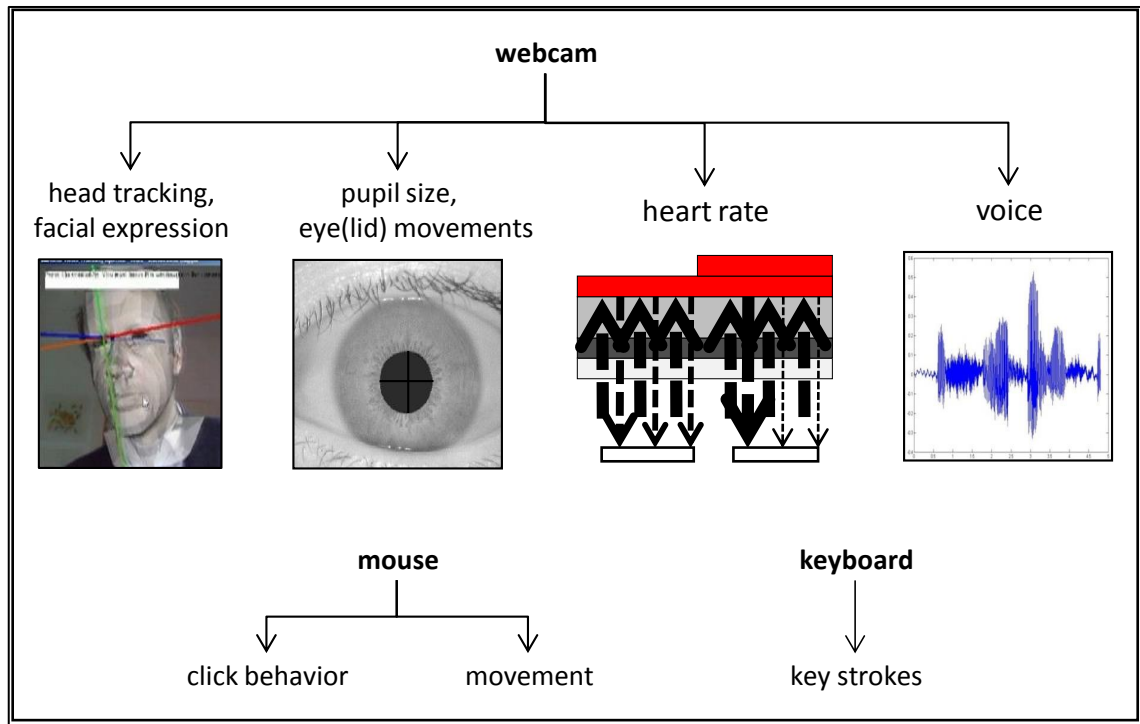 webcam
head tracking,
facial expression
pupil size,
eye(lid) movements
heart rate
voice
mouse
keyboard
click behavior
movement
key strokes